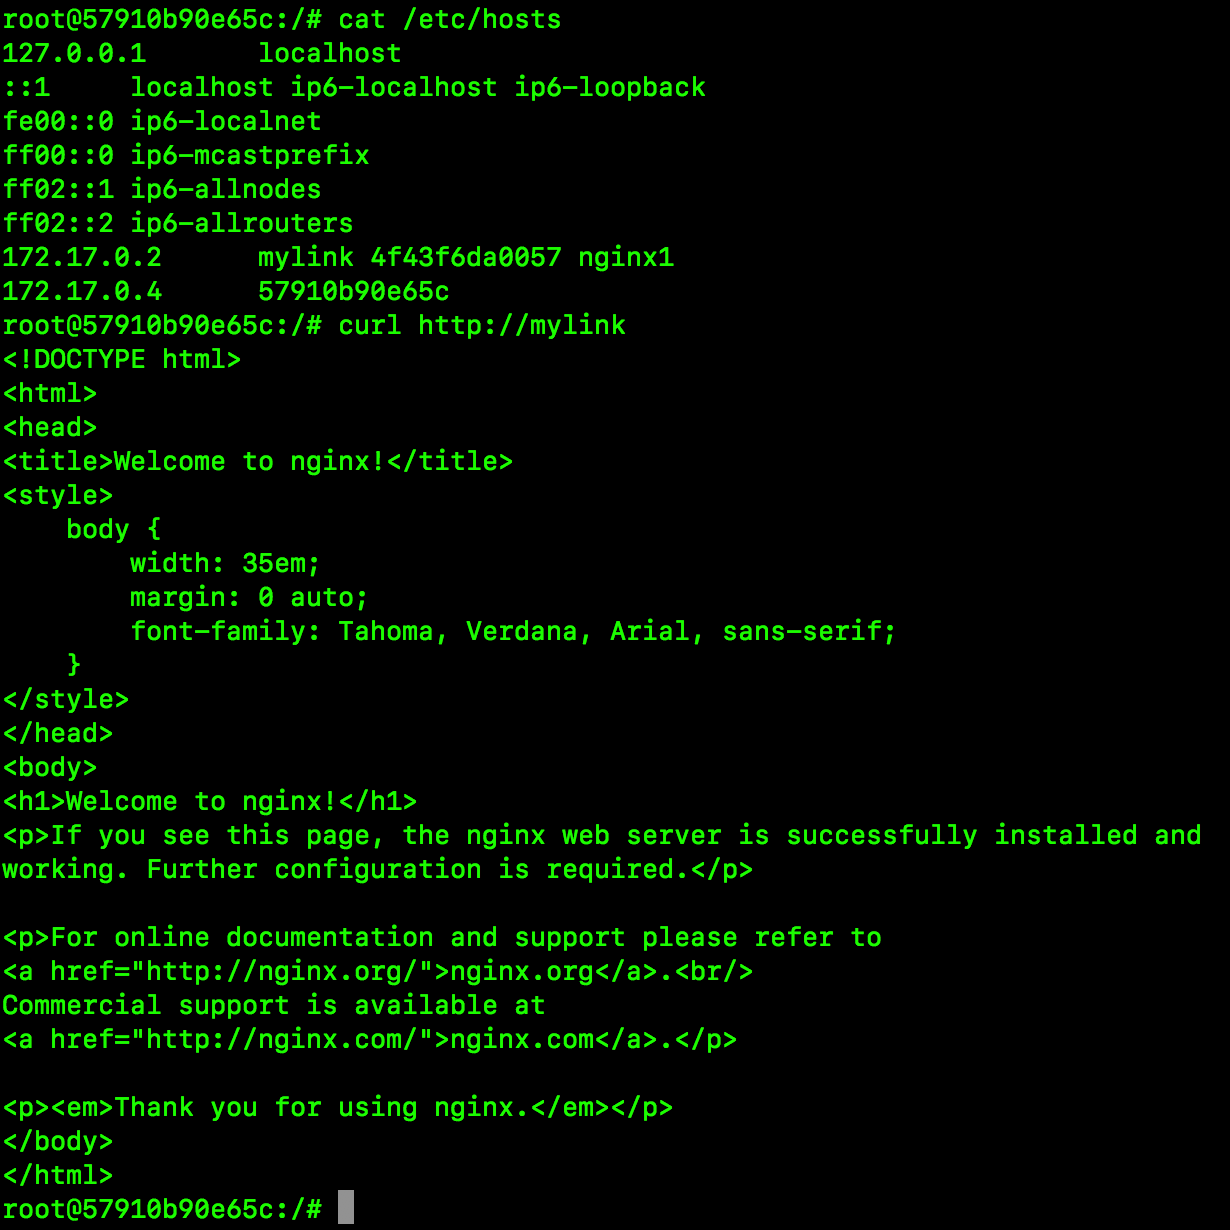 root@57910b90e65c:/# cat /etc/hosts
127.0.0.1       localhost
::1     localhost ip6-localhost ip6-loopback
fe00::0 ip6-localnet
ff00::0 ip6-mcastprefix
ff02::1 ip6-allnodes
ff02::2 ip6-allrouters
172.17.0.2      mylink 4f43f6da0057 nginx1
172.17.0.4      57910b90e65c
root@57910b90e65c:/# curl http://mylink
<!DOCTYPE html>
<html>
<head>
<title>Welcome to nginx!</title>
<style>
    body {
        width: 35em;
        margin: 0 auto;
        font-family: Tahoma, Verdana, Arial, sans-serif;
    }
</style>
</head>
<body>
<h1>Welcome to nginx!</h1>
<p>If you see this page, the nginx web server is successfully installed and
working. Further configuration is required.</p>

<p>For online documentation and support please refer to
<a href="http://nginx.org/">nginx.org</a>.<br/>
Commercial support is available at
<a href="http://nginx.com/">nginx.com</a>.</p>

<p><em>Thank you for using nginx.</em></p>
</body>
</html>
root@57910b90e65c:/#